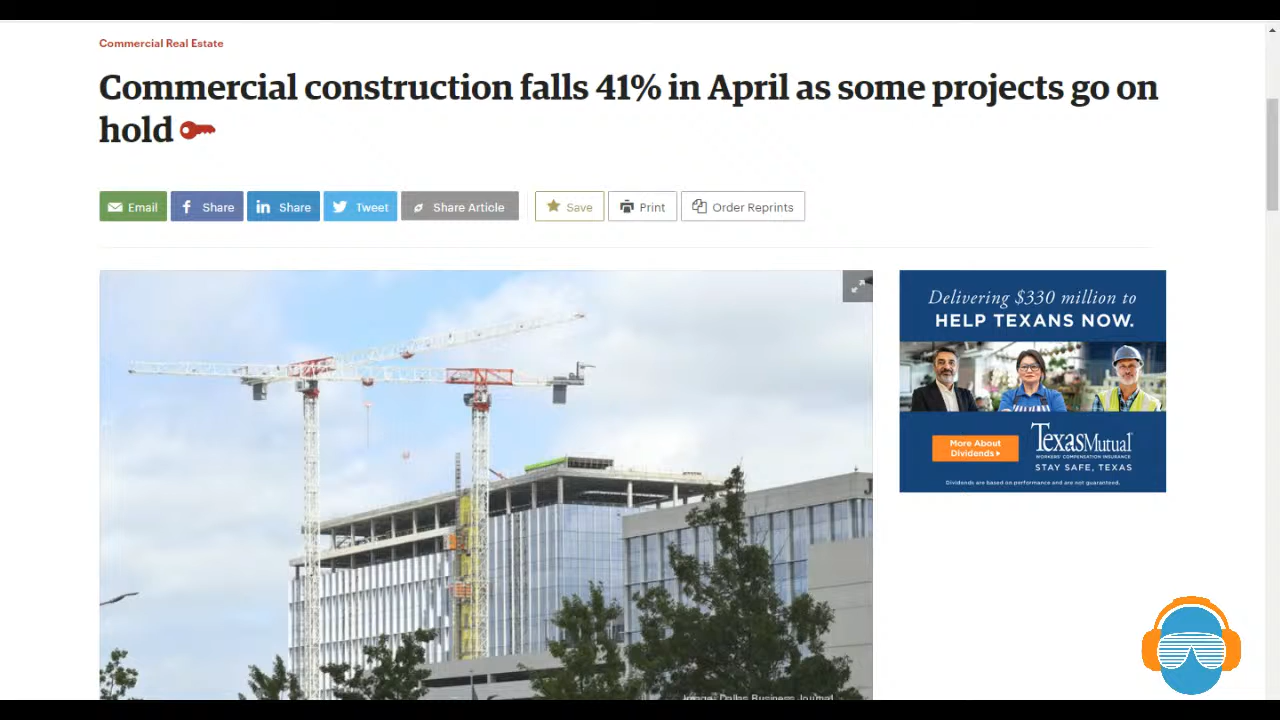 Commercial Real Estate
Commercial construction falls 41% in April as some projects go on
hold
Email
Share
Share
Tweet
Share Article
Save
Print
Order Reprints
Delivering $330 million to
HELP TEXANS NOW.
More About
Dividends
TexasMutual
WORKERS' COMPENSATION INSURANCE
STAY SAFE, TEXAS
Dividends are based on performance and are not guaranteed.
Image: Dallas Business Journal